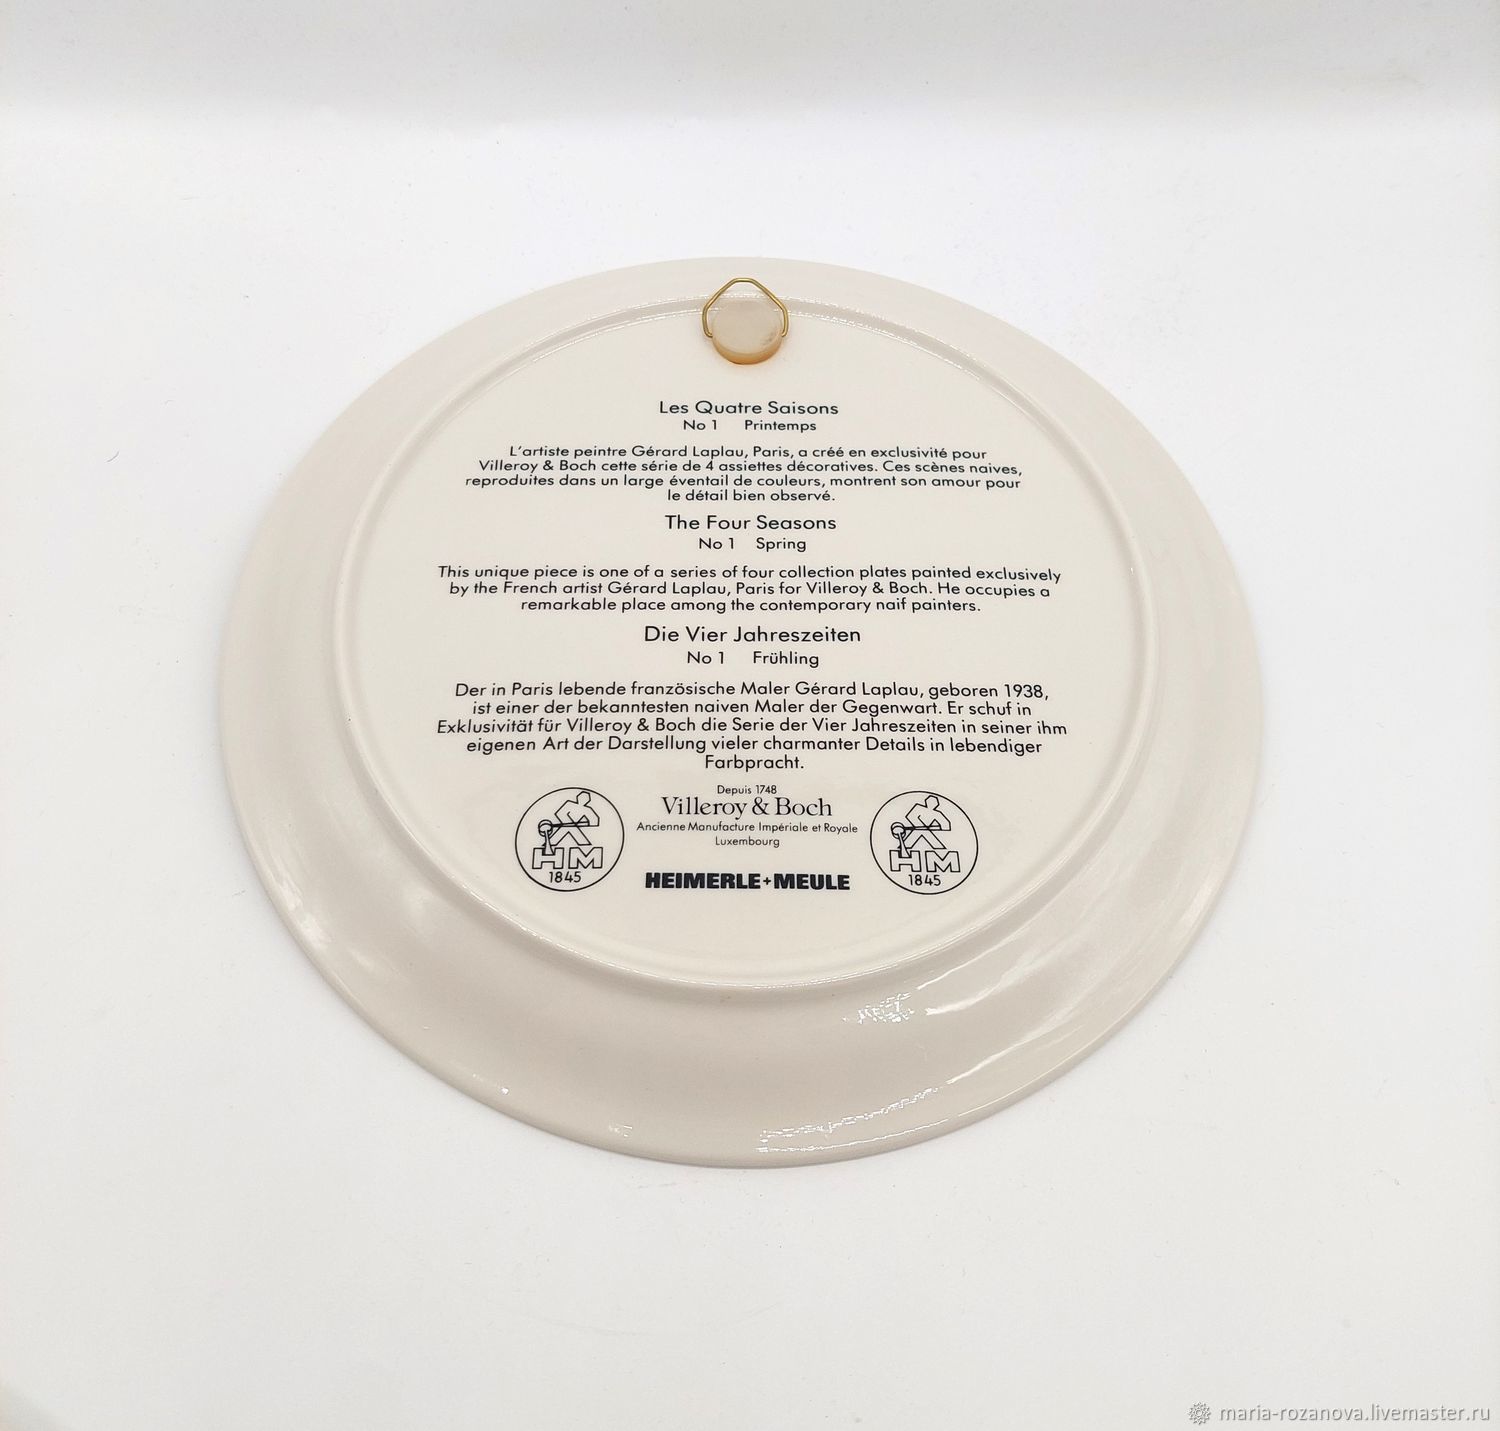 Les Quatre Saisons
No 1 Printemps
L'artiste peintre Gérard Laplau, Paris, a créé en exclusivité pour
Villeroy & Boch cette série de 4 assiettes décoratives. Ces scènes naives,
reproduites dans un large éventail de couleurs, montrent son amour pour
le détail bien observé.
The Four Seasons
No 1 Spring
This unique piece is one of a series of four collection plates painted exclusively
by the French artist Gérard Laplau, Paris for Villeroy & Boch. He occupies a
remarkable place among the contemporary naif painters.
Die Vier Jahreszeiten
No 1 Frühling
Der in Paris lebende französische Maler Gérard Laplau, geboren 1938,
ist einer der bekanntesten naiven Maler der Gegenwart. Er schuf in
Exklusivität für Villeroy & Boch die Serie der Vier Jahreszeiten in seiner ihm
eigenen Art der Darstellung vieler charmanter Details in lebendiger
Farbpracht.
HM
1845
Depuis 1748
Villeroy & Boch
Ancienne Manufacture Impériale et Royale
Luxembourg
HEIMERLE+MEULE
HM
1845
maria-rozanova.livemaster.ru